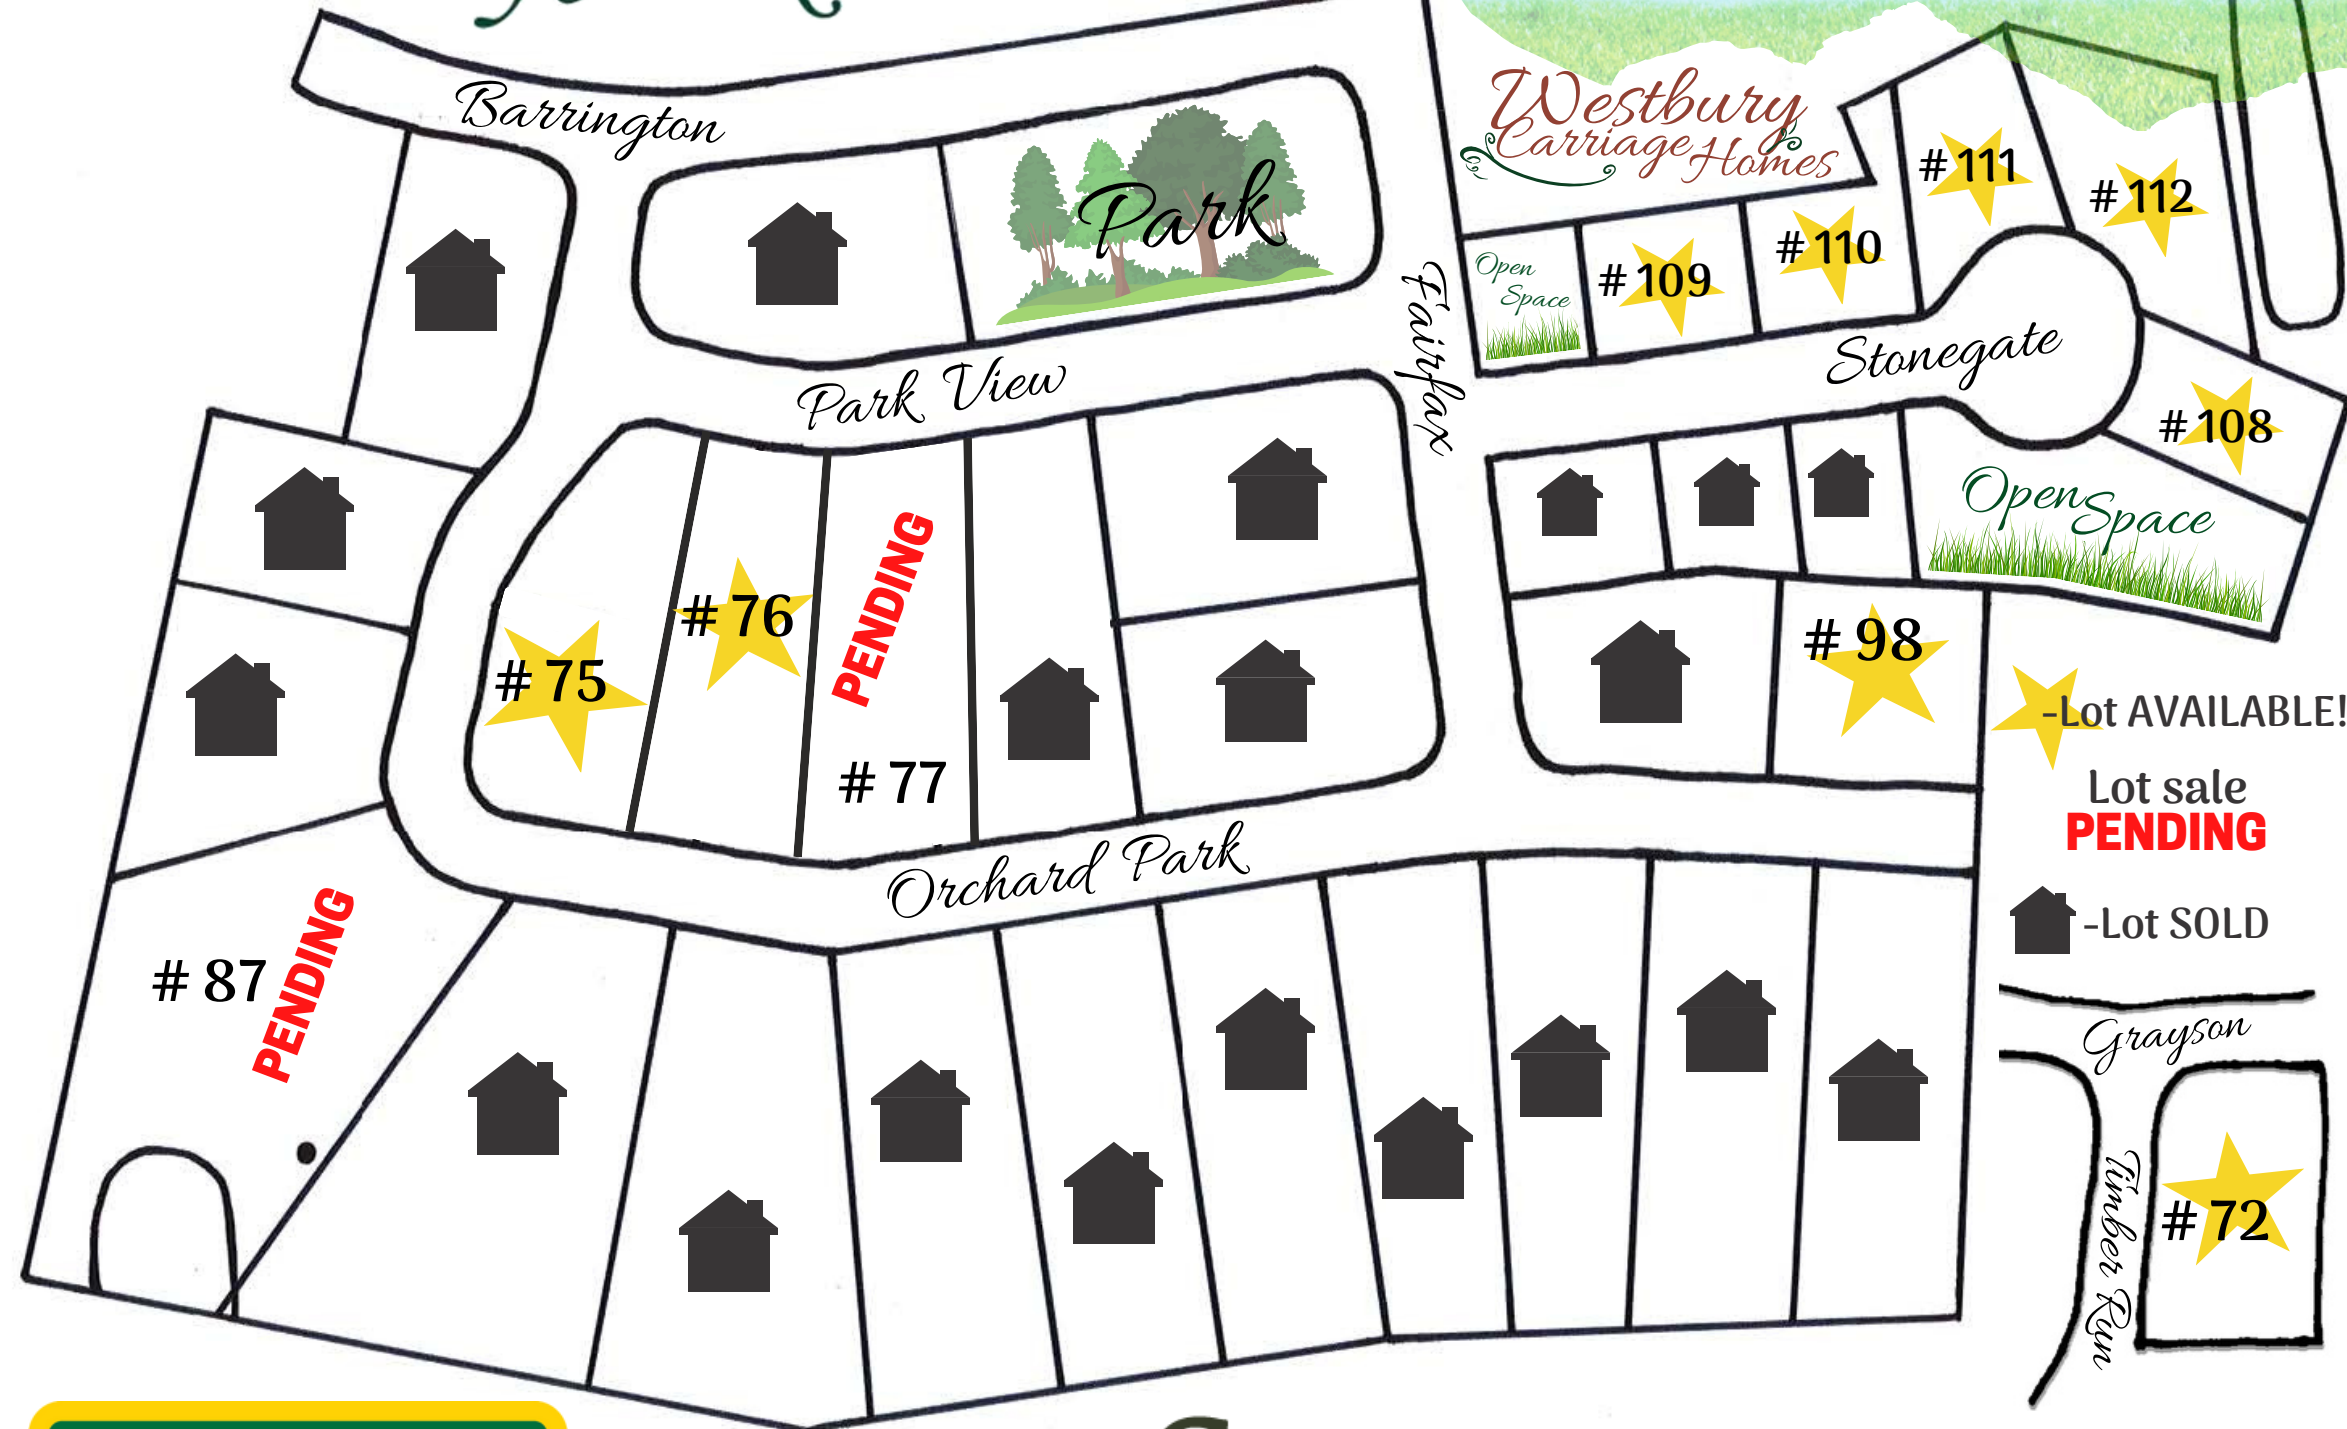 Barrington
Park
Westbury
Carriage Homes
# 111
# 112
# 109
# 110
Open
Space
Fairfax
Stonegate
Park View
# 108
Open
Space
PENDING
# 76
# 75
# 77
# 98
-Lot AVAILABLE!
Lot sale
PENDING
-Lot SOLD
Orchard Park
# 87
PENDING
Grayson
Timber Run
# 72